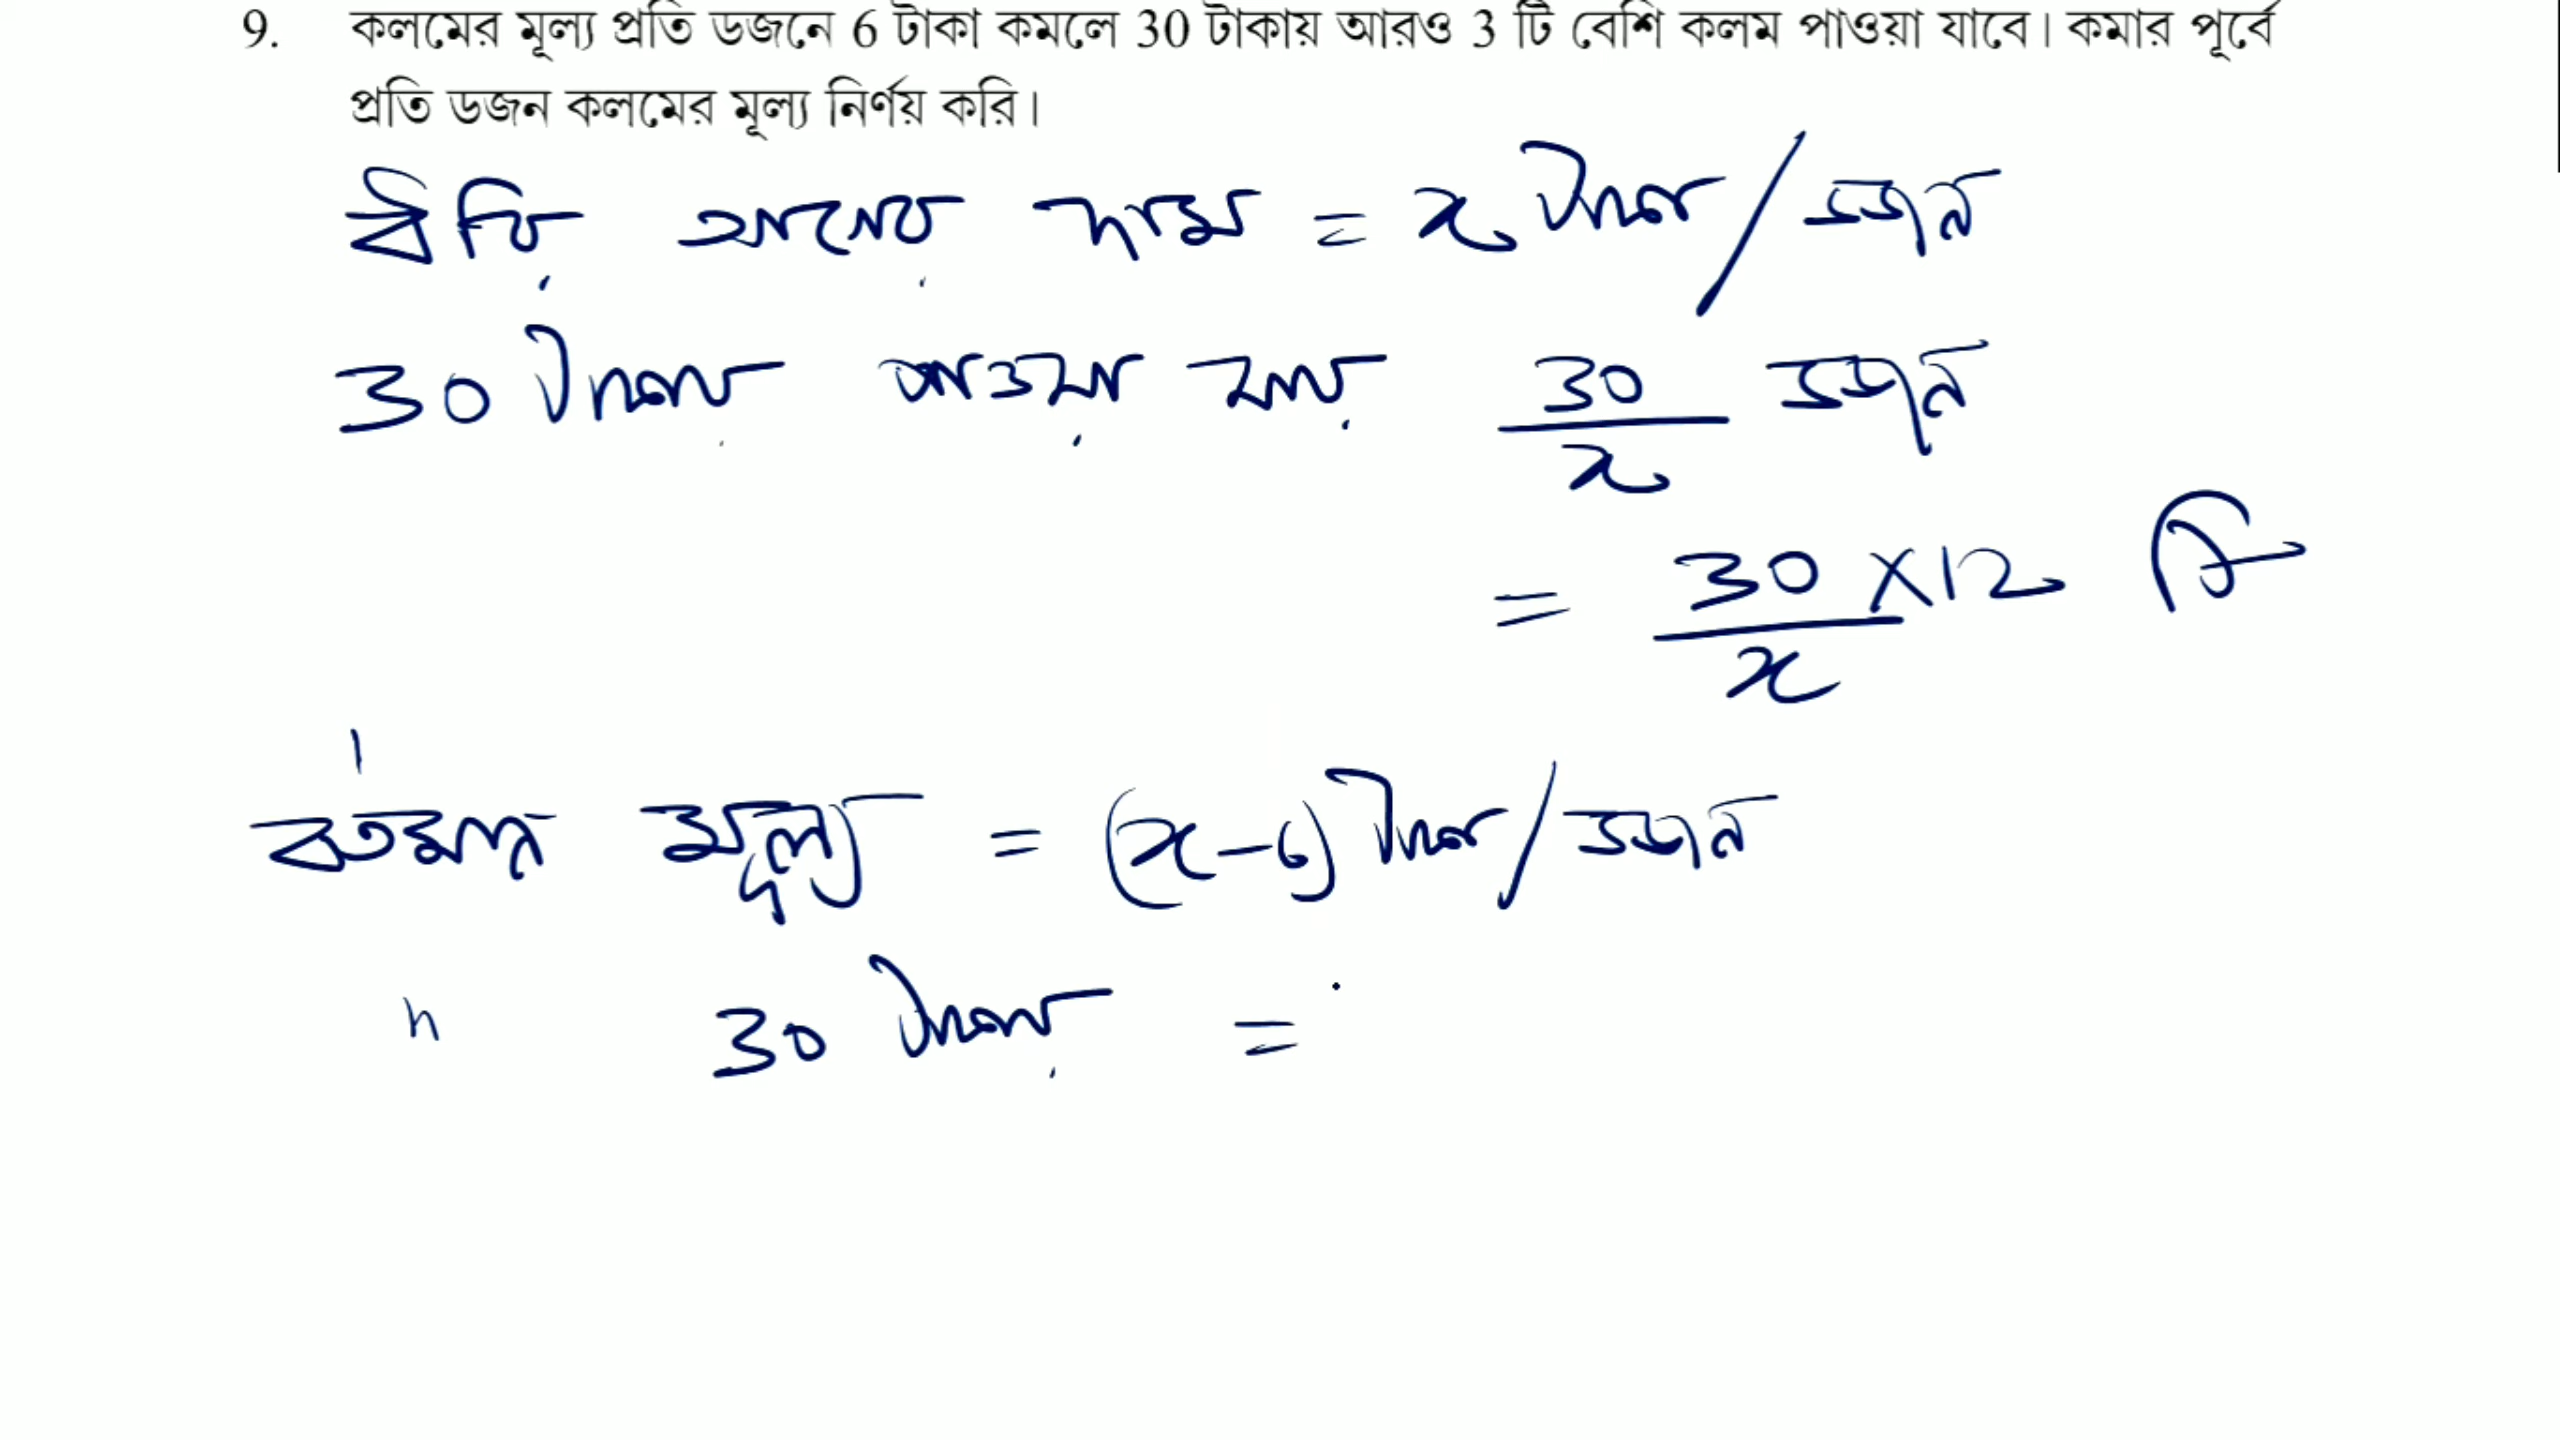 9. কলমের মূল্য প্রতি ডজনে 6 টাকা কমলে 30 টাকায় আরও 3 টি বেশি কলম পাওয়া যাবে। কমার পূর্বে
প্রতি ডজন কলমের মূল্য নির্ণয় করি।
ধরি আগের দাম = x টাকা / ডজন
30 টাকায় পাওয়া যায় 30/x ডজন
= 30 × 12 / x টি
বর্তমান মূল্য = (x - 6) টাকা / ডজন
" 30 টাকায় =